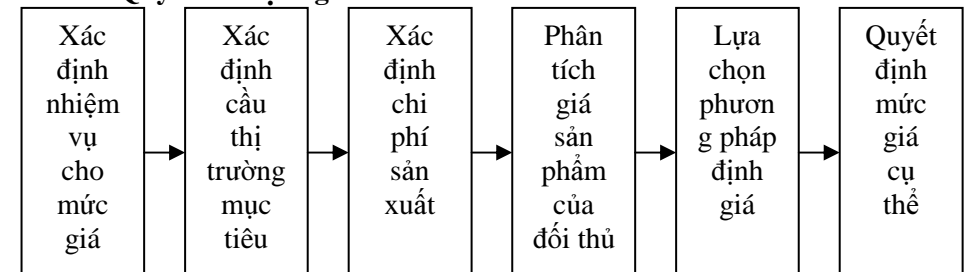 Xác
định
nhiệm
vụ
cho
mức
giá
Xác
định
cầu
thị
trường
mục
tiêu
Xác
định
chi
phí
sản
xuất
Phân
tích
giá
sản
phẩm
của
đối thủ
Lựa
chọn
phươn
g pháp
định
giá
Quyết
định
mức
giá
cụ
thể